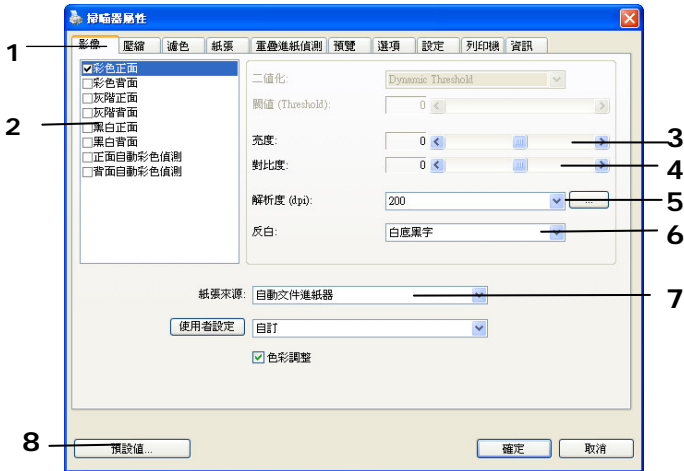 掃瞄器屬性
影像 壓縮 濾色 紙張 重疊進紙偵測 預覽 選項 設定 列印機 資訊
1
彩色正面
彩色背面
灰階正面
灰階背面
黑白正面
黑白背面
正面自動彩色偵測
背面自動彩色偵測
2
二值化: Dynamic Threshold
閥值 (Threshold): 0
亮度: 0
3
對比度: 0
4
解析度 (dpi): 200 ...
5
反白: 白底黑字
6
紙張來源: 自動文件進紙器
7
使用者設定 自訂
色彩調整
8
預設值... 確定 取消